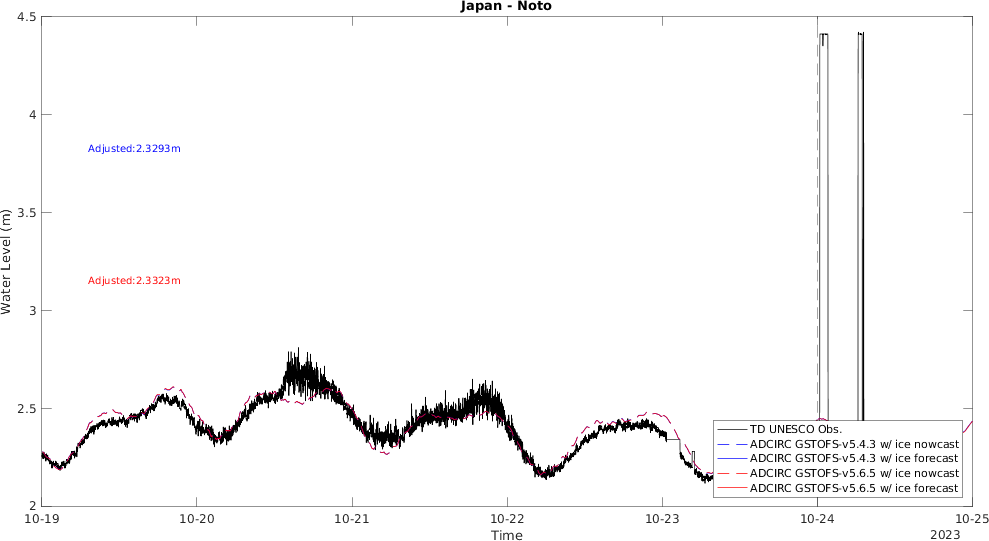 Japan - Noto
4.5
4
3.5
3
2.5
2
Water Level (m)
Adjusted:2.3293m
Adjusted:2.3323m
TD UNESCO Obs.
ADCIRC GSTOFS-v5.4.3 w/ ice nowcast
ADCIRC GSTOFS-v5.4.3 w/ ice forecast
ADCIRC GSTOFS-v5.6.5 w/ ice nowcast
ADCIRC GSTOFS-v5.6.5 w/ ice forecast
10-19 10-20 10-21 10-22 10-23 10-24 10-25
Time
2023